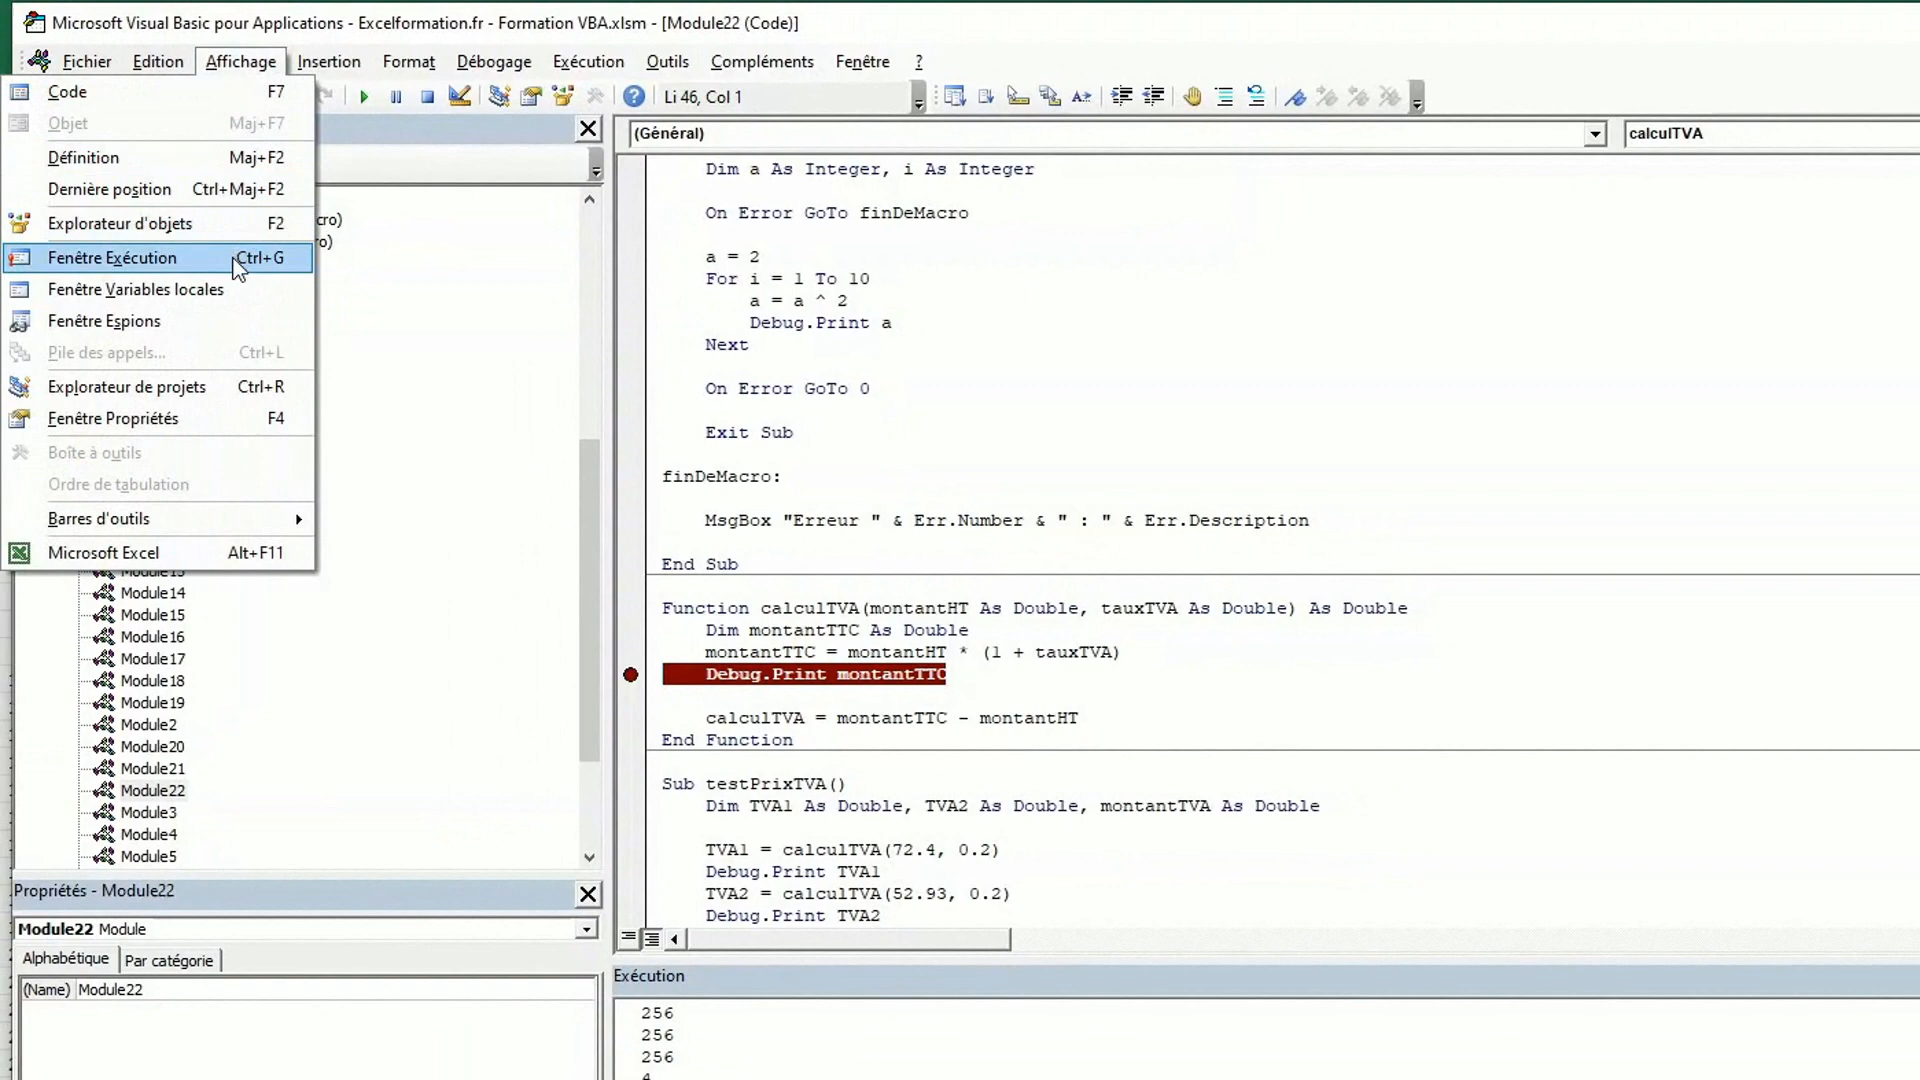 Microsoft Visual Basic pour Applications - Excelformation.fr - Formation VBA.xlsm - [Module22 (Code)]
Fichier Edition Affichage Insertion Format Débogage Exécution Outils Compléments Fenêtre ?
Li 46, Col 1
Code F7
Objet Maj+F7
Définition Maj+F2
Dernière position Ctrl+Maj+F2
Explorateur d'objets F2
Fenêtre Exécution Ctrl+G
Fenêtre Variables locales
Fenêtre Espions
Pile des appels... Ctrl+L
Explorateur de projets Ctrl+R
Fenêtre Propriétés F4
Boîte à outils
Ordre de tabulation
Barres d'outils
Microsoft Excel Alt+F11
Module14
Module15
Module16
Module17
Module18
Module19
Module2
Module20
Module21
Module22
Module3
Module4
Module5
Propriétés - Module22
Module22 Module
Alphabétique Par catégorie
(Name) Module22
(Général) calculTVA
Dim a As Integer, i As Integer
On Error GoTo finDeMacro
a = 2
For i = 1 To 10
a = a ^ 2
Debug.Print a
Next
On Error GoTo 0
Exit Sub
finDeMacro:
MsgBox "Erreur " & Err.Number & " : " & Err.Description
End Sub
Function calculTVA(montantHT As Double, tauxTVA As Double) As Double
Dim montantTTC As Double
montantTTC = montantHT * (1 + tauxTVA)
Debug.Print montantTTC
calculTVA = montantTTC - montantHT
End Function
Sub testPrixTVA()
Dim TVA1 As Double, TVA2 As Double, montantTVA As Double
TVA1 = calculTVA(72.4, 0.2)
Debug.Print TVA1
TVA2 = calculTVA(52.93, 0.2)
Debug.Print TVA2
Exécution
256
256
256